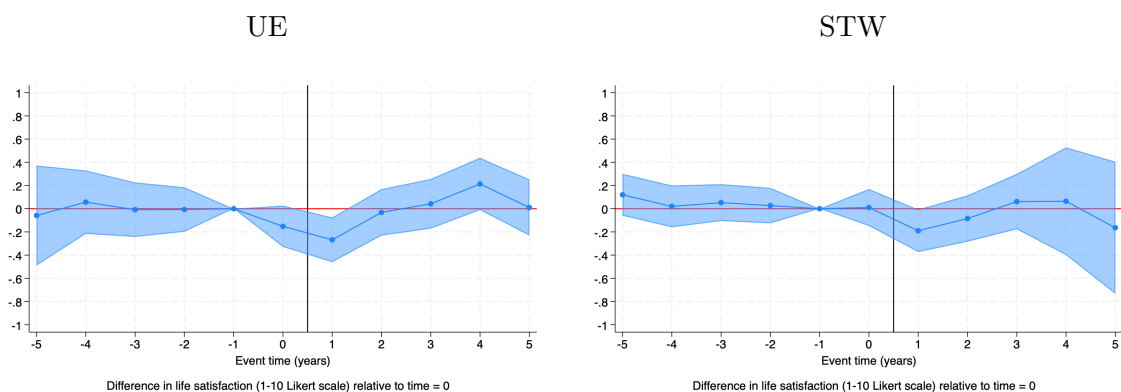 UE
STW
1
.8
.6
.4
.2
0
-.2
-.4
-.6
-.8
-1
-5 -4 -3 -2 -1 0 1 2 3 4 5
Event time (years)
Difference in life satisfaction (1-10 Likert scale) relative to time = 0
1
.8
.6
.4
.2
0
-.2
-.4
-.6
-.8
-1
-5 -4 -3 -2 -1 0 1 2 3 4 5
Event time (years)
Difference in life satisfaction (1-10 Likert scale) relative to time = 0